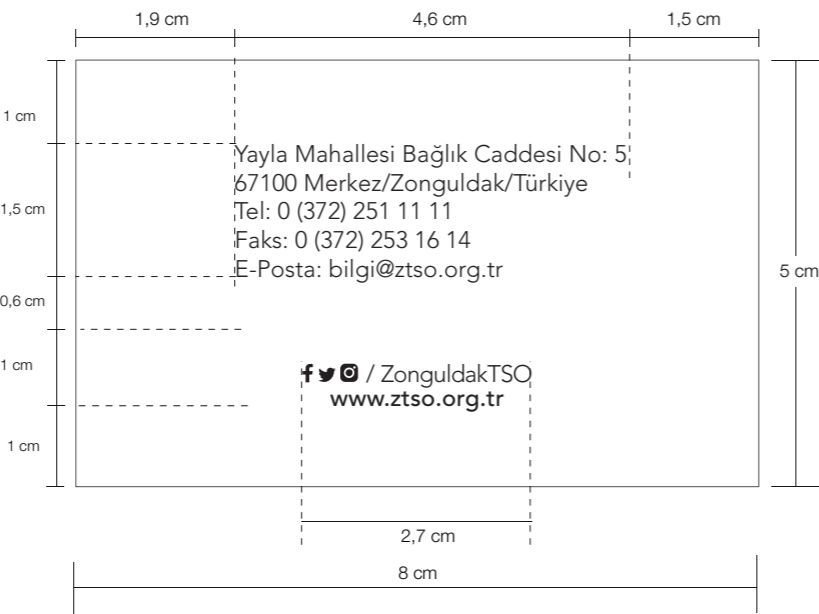 1,9 cm 4,6 cm 1,5 cm
1 cm
Yayla Mahallesi Bağlık Caddesi No: 5
67100 Merkez/Zonguldak/Türkiye
1,5 cm
Tel: 0 (372) 251 11 11
Faks: 0 (372) 253 16 14
E-Posta: bilgi@ztso.org.tr
5 cm
0,6 cm
1 cm
/ ZonguldakTSO
www.ztso.org.tr
1 cm
2,7 cm
8 cm